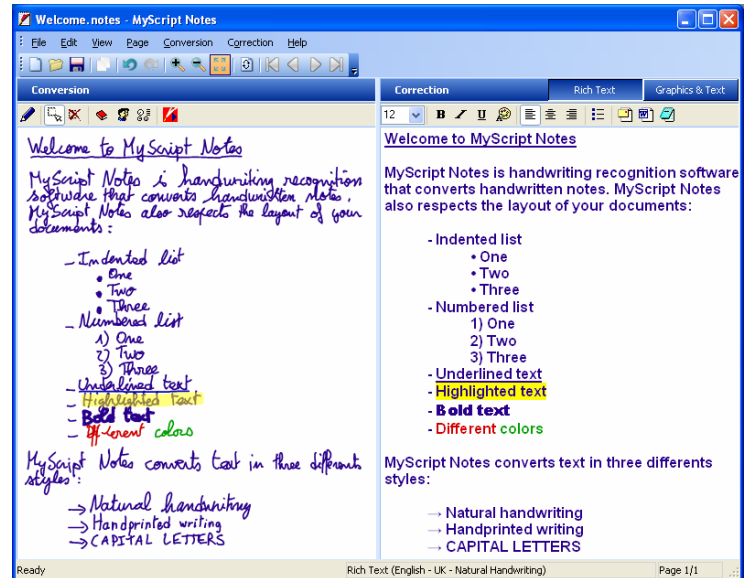 Welcome.notes - MyScript Notes
File Edit View Page Conversion Correction Help
Conversion
Welcome to MyScript Notes
MyScript Notes is handwriting recognition
software that converts handwritten notes.
MyScript Notes also respects the layout of your
documents:
- Indented list
• One
• Two
• Three
- Numbered list
1) One
2) Two
3) Three
- Underlined text
- Highlighted text
- Bold text
- Different colors
MyScript Notes converts text in three differents
styles:
→ Natural handwriting
→ Handprinted writing
→ CAPITAL LETTERS
Correction Rich Text Graphics & Text
12 B I U
Welcome to MyScript Notes
MyScript Notes is handwriting recognition software
that converts handwritten notes. MyScript Notes
also respects the layout of your documents:
- Indented list
• One
• Two
• Three
- Numbered list
1) One
2) Two
3) Three
- Underlined text
- Highlighted text
- Bold text
- Different colors
MyScript Notes converts text in three differents
styles:
→ Natural handwriting
→ Handprinted writing
→ CAPITAL LETTERS
Ready Rich Text (English - UK - Natural Handwriting) Page 1/1